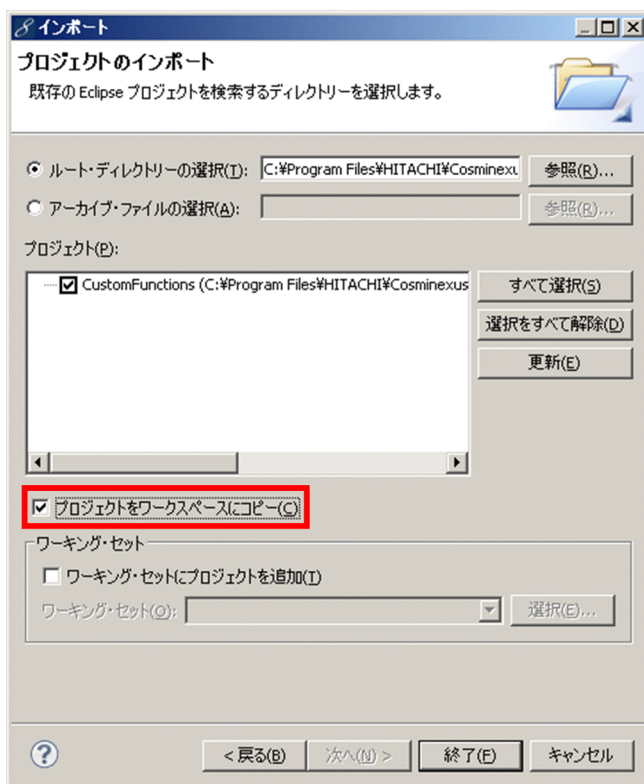 インポート
プロジェクトのインポート
既存の Eclipse プロジェクトを検索するディレクトリーを選択します。
ルート・ディレクトリーの選択(T): C:¥Program Files¥HITACHI¥Cosminexu 参照(R)...
アーカイブ・ファイルの選択(A): 参照(R)...
プロジェクト(P):
CustomFunctions (C:¥Program Files¥HITACHI¥Cosminexus すべて選択(S)
選択をすべて解除(D)
更新(E)
プロジェクトをワークスペースにコピー(C)
ワーキング・セット
ワーキング・セットにプロジェクトを追加(T)
ワーキング・セット(O): 選択(E)...
? < 戻る(B) 次へ(N) > 終了(F) キャンセル